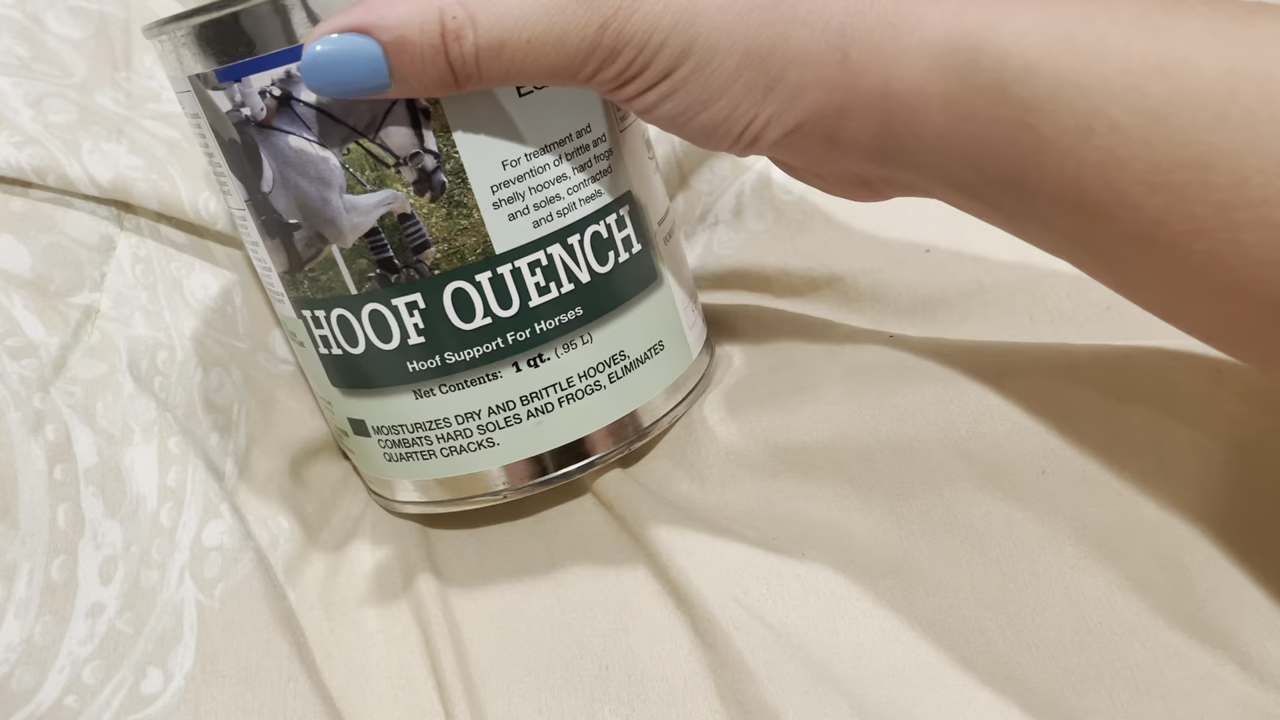 For treatment and
prevention of brittle and
shelly hooves, hard frogs
and soles, contracted
and split heels.
HOOF QUENCH
Hoof Support For Horses
Net Contents: 1 qt. (.95 L)
MOISTURIZES DRY AND BRITTLE HOOVES,
COMBATS HARD SOLES AND FROGS, ELIMINATES
QUARTER CRACKS.